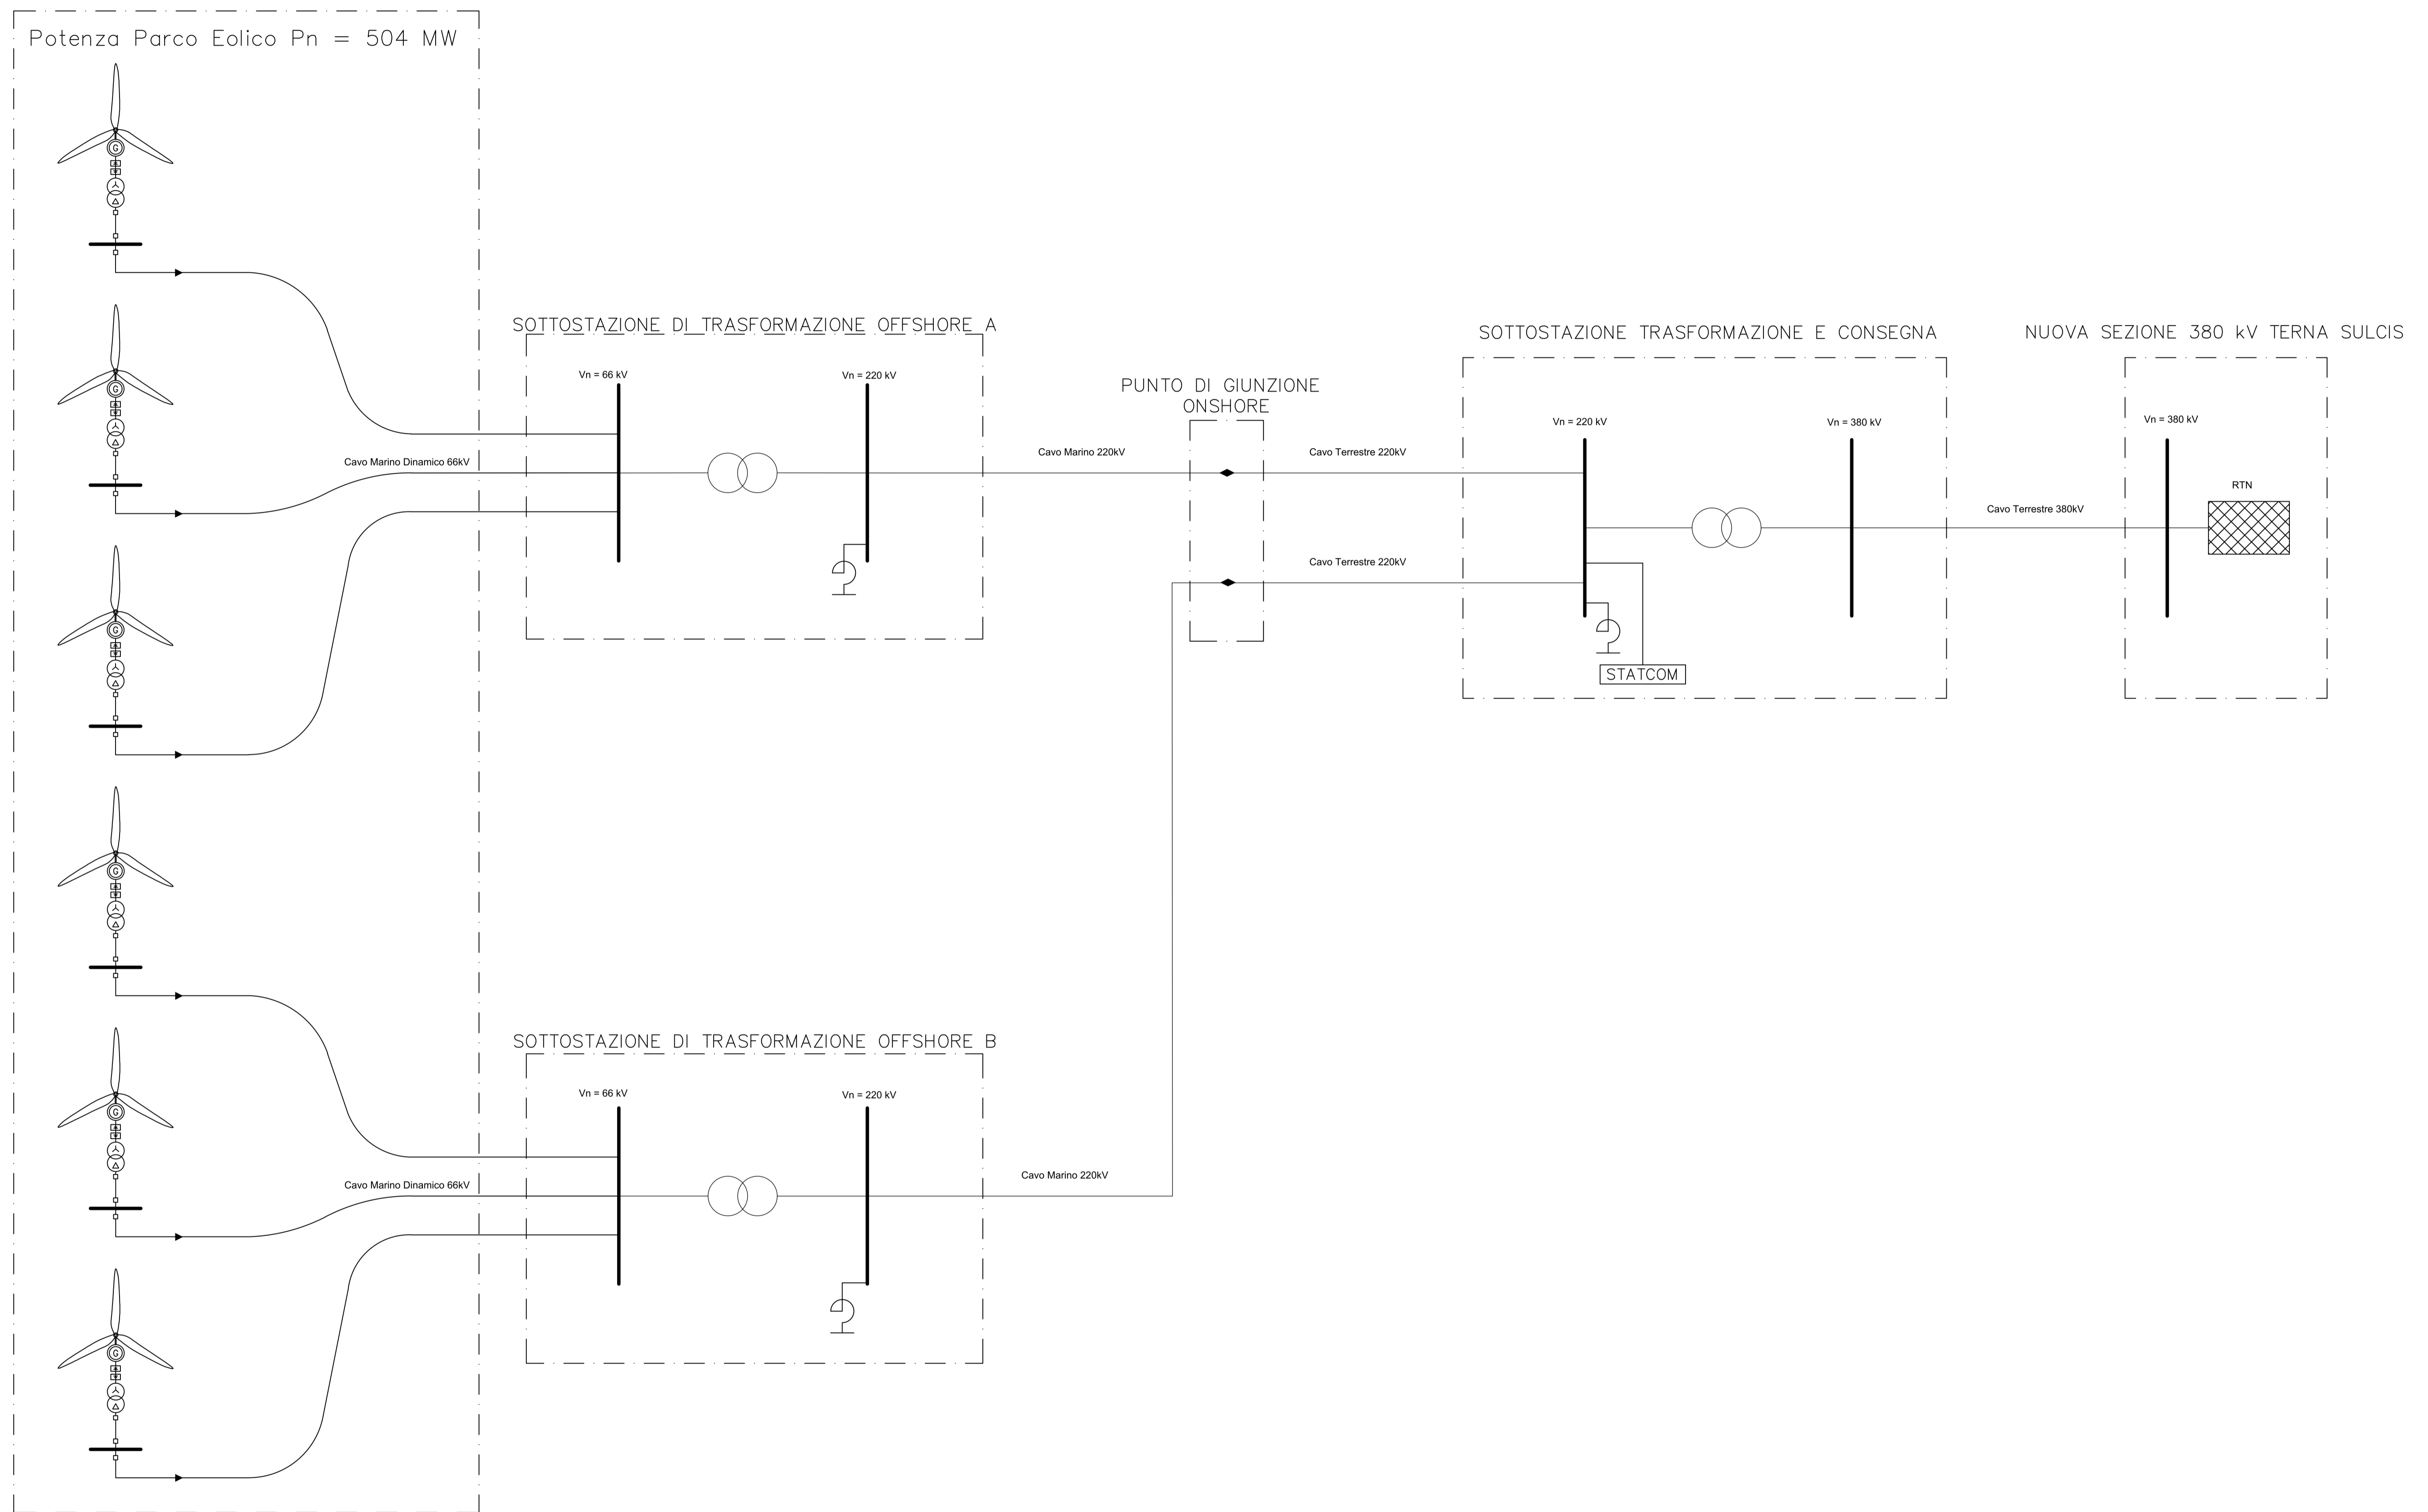 Potenza Parco Eolico Pn = 504 MW
G
G
G
G
G
G
Cavo Marino Dinamico 66kV
Cavo Marino Dinamico 66kV
SOTTOSTAZIONE DI TRASFORMAZIONE OFFSHORE A
Vn = 66 kV
Vn = 220 kV
Cavo Marino 220kV
SOTTOSTAZIONE DI TRASFORMAZIONE OFFSHORE B
Vn = 66 kV
Vn = 220 kV
Cavo Marino 220kV
PUNTO DI GIUNZIONE
ONSHORE
Cavo Terrestre 220kV
Cavo Terrestre 220kV
SOTTOSTAZIONE TRASFORMAZIONE E CONSEGNA
Vn = 220 kV
Vn = 380 kV
STATCOM
Cavo Terrestre 380kV
NUOVA SEZIONE 380 kV TERNA SULCIS
Vn = 380 kV
RTN